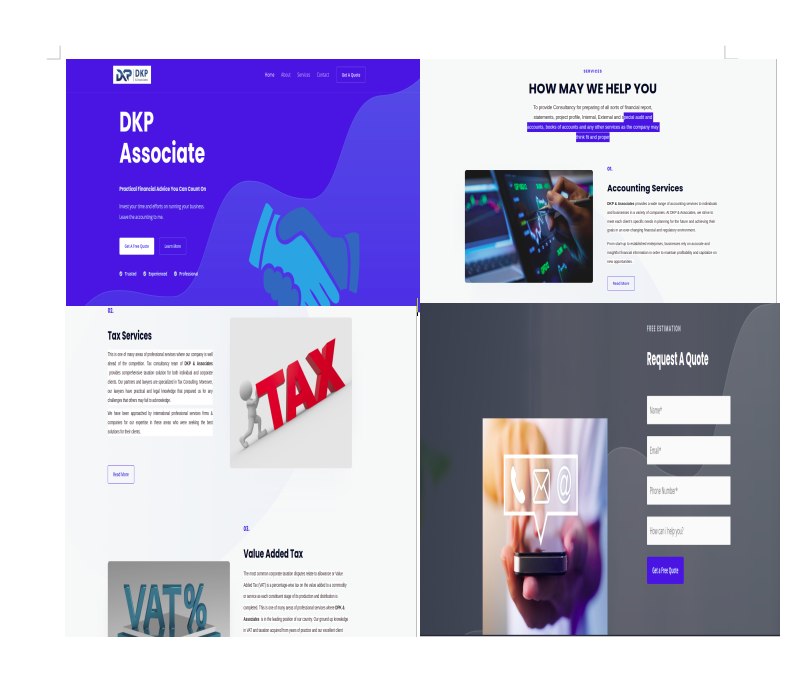 DKP
DKP
Home About Services Contact Get A Quote
DKP
Associate
Practical Financial Advice You Can Count On
Invest your time and efforts on running your business.
Leave the accounting to me.
Get A Free Quote Learn More
Trusted Experienced Professional
SERVICES
HOW MAY WE HELP YOU
To provide Consultancy for preparing of all sorts of financial report,
statements, project profile, Internal, External and special audit and
accounts, books of accounts and any other services as the company may
think fit and proper
01.
Accounting Services
DKP & Associates provides a wide range of accounting services to individuals
and businesses in a variety of companies. At DKP & Associates, we strive to
meet each client's specific needs in planning for the future and achieving their
goals in an ever-changing financial and regulatory environment.
From start-up to established enterprises, businesses rely on accurate and
insightful financial information in order to maintain profitability and capitalize on
new opportunities.
Read More
02.
Tax Services
This is one of many areas of professional services where our company is well
ahead of the competition. Tax consultancy team of DKP & Associates
provides comprehensive taxation solution for both individual and corporate
clients. Our partners and lawyers are specialized in Tax Consulting. Moreover,
our lawyers have practical and legal knowledge that prepared us for any
challenges that others may fail to acknowledge.
We have been approached by international professional services firms &
companies for our expertise in these areas who were seeking the best
solutions for their clients.
Read More
TAX
03.
Value Added Tax
The most common corporate taxation disputes relate to allowance or Value
Added Tax (VAT) is a percentage-wise tax on the value added to a commodity
or service as each constituent stage of its production and distribution is
completed. This is one of many areas of professional services where DPK &
Associates is in the leading position of our country. Our ground up knowledge
in VAT and taxation acquired from years of practice and our excellent client
VAT%
FREE ESTIMATION
Request A Quote
Name*
Email*
Phone Number*
How can i help you?
Get a Free Quote
@